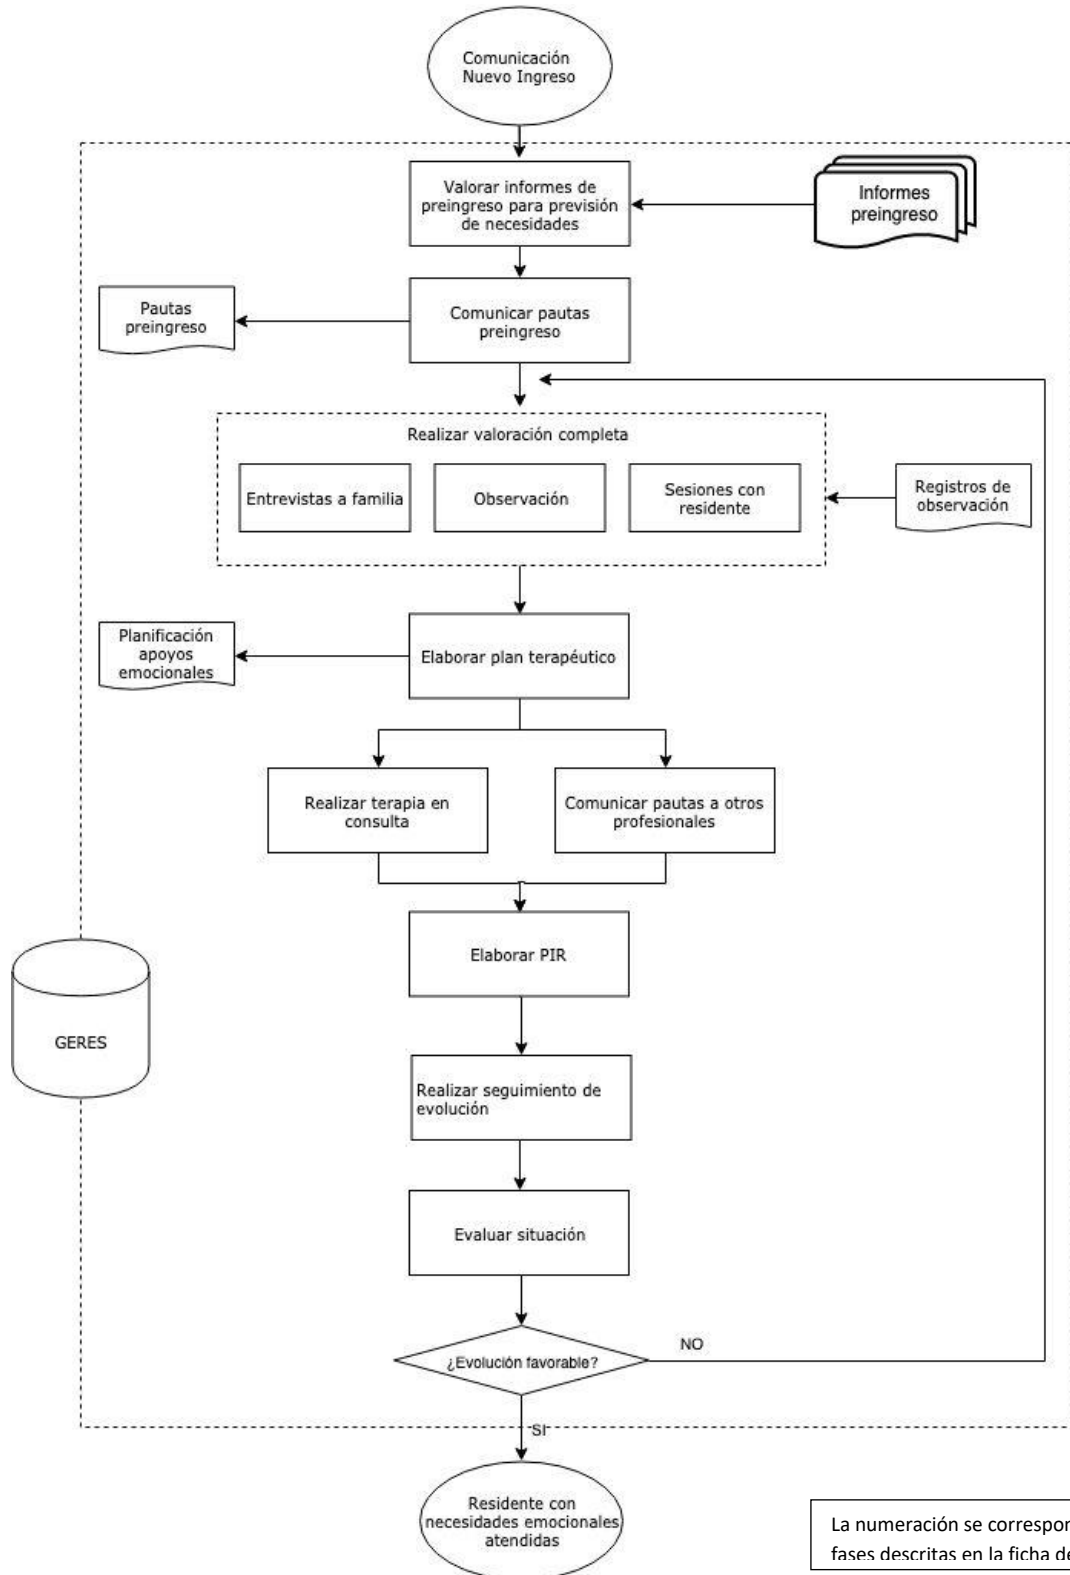 Comunicación
Nuevo Ingreso
Valorar informes de
preingreso para previsión
de necesidades
Informes
preingreso
Pautas
preingreso
Comunicar pautas
preingreso
Realizar valoración completa
Entrevistas a familia
Observación
Sesiones con
residente
Registros de
observación
Planificación
apoyos
emocionales
Elaborar plan terapéutico
Realizar terapia en
consulta
Comunicar pautas a otros
profesionales
Elaborar PIR
GERES
Realizar seguimiento de
evolución
Evaluar situación
¿Evolución favorable?
NO
SI
Residente con
necesidades emocionales
atendidas
La numeración se correspon
fases descritas en la ficha de